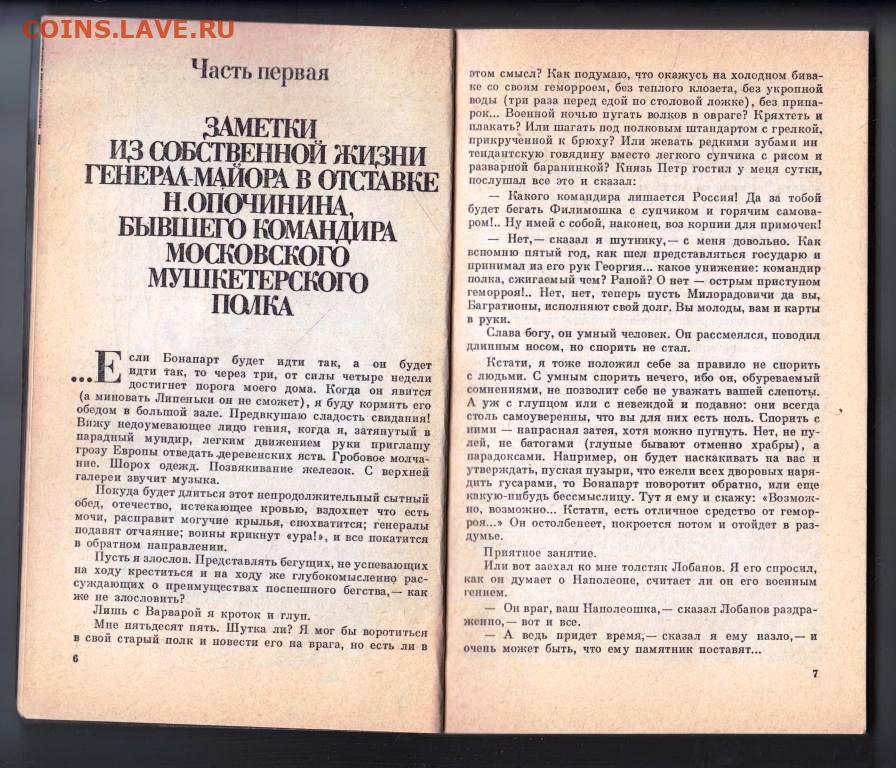 COINS.LAVE.RU
Часть первая
ЗАМЕТКИ
ИЗ СОБСТВЕННОЙ ЖИЗНИ
ГЕНЕРАЛ-МАЙОРА В ОТСТАВКЕ
Н.ОПОЧИНИНА,
БЫВШЕГО КОМАНДИРА
МОСКОВСКОГО
МУШКЕТЕРСКОГО
ПОЛКА
...Если Бонапарт будет идти так, а он будет
идти так, то через три, от силы четыре недели
достигнет порога моего дома. Когда он явится
(а миновать Липеньки он не сможет), я буду кормить его
обедом в большой зале. Предвкушаю сладость свидания!
Вижу недоумевающее лицо гения, когда я, затянутый в
парадный мундир, легким движением руки приглашу
грозу Европы отведать деревенских яств. Гробовое молча-
ние. Шорох одежд. Позвякивание железок. С верхней
галереи звучит музыка.
Покуда будет длиться этот непродолжительный сытный
обед, отечество, истекающее кровью, вздохнет что есть
мочи, расправит могучие крылья, спохватится; генералы
подавят отчаяние; воины крикнут «ура!», и все покатится
в обратном направлении.
Пусть я злослов. Представлять бегущих, не успевающих
на ходу креститься и на ходу же глубокомысленно рас-
суждающих о преимуществах поспешного бегства,— как
же не злословить?
Лишь с Варварой я кроток и глуп.
Мне пятьдесят пять. Шутка ли? Я мог бы воротиться
в свой старый полк и повести его на врага, но есть ли в
6
этом смысл? Как подумаю, что окажусь на холодном бива-
ке со своим геморроем, без теплого клозета, без укропной
воды (три раза перед едой по столовой ложке), без припа-
рок... Военной ночью пугать волков в овраге? Кряхтеть и
плакать? Или шагать под полковым штандартом с грелкой,
прикрученной к брюху? Или жевать редкими зубами ин
тендантскую говядину вместо легкого супчика с рисом и
разварной баранинкой? Князь Петр гостил у меня сутки,
послушал все это и сказал:
— Какого командира лишается Россия! Да за тобой
будет бегать Филимошка с супчиком и горячим самова-
ром!.. Ну имей с собой, наконец, воз корпии для примочек!
— Нет,— сказал я шутнику,— с меня довольно. Как
вспомню пятый год, как шел представляться государю и
принимал из его рук Георгия... какое унижение: командир
полка, сжигаемый чем? Раной? О нет — острым приступом
геморроя!.. Нет, нет, теперь пусть Милорадовичи да вы,
Багратионы, исполняют свой долг. Вы молоды, вам и карты
в руки.
Слава богу, он умный человек. Он рассмеялся, поводил
длинным носом, но спорить не стал.
Кстати, я тоже положил себе за правило не спорить
с людьми. С умным спорить нечего, ибо он, обуреваемый
сомнениями, не позволит себе не уважать вашей слепоты.
А уж с глупцом или с невеждой и подавно: они всегда
столь самоуверенны, что вы для них есть ноль. Спорить с
ними — напрасная затея, хотя можно пугнуть. Нет, не пу-
лей, не батогами (глупые бывают отменно храбры), а
парадоксами. Например, он будет наскакивать на вас и
утверждать, пуская пузыри, что ежели всех дворовых наря-
дить гусарами, то Бонапарт поворотит обратно, или еще
какую-нибудь бессмыслицу. Тут я ему и скажу: «Возмож-
но, возможно... Кстати, есть отличное средство от гемор-
роя...» Он остолбенеет, покроется потом и отойдет в раз-
думье.
Приятное занятие.
Или вот заехал ко мне толстяк Лобанов. Я его спросил,
как он думает о Наполеоне, считает ли он его военным
гением.
— Он враг, ваш Наполеошка,— сказал Лобанов раздра-
женно,— вот и все.
— А ведь придет время,— сказал я ему назло,— и
очень может быть, что ему памятник поставят...
7